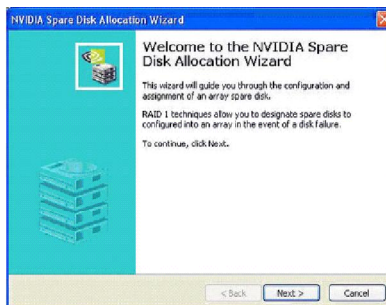 NVIDIA Spare Disk Allocation Wizard
Welcome to the NVIDIA Spare
Disk Allocation Wizard
This wizard will guide you through the configuration and
assignment of an array spare disk.
RAID 1 techniques allow you to designate spare disks to
configured into an array in the event of a disk failure.
To continue, click Next.
< Back
Next >
Cancel